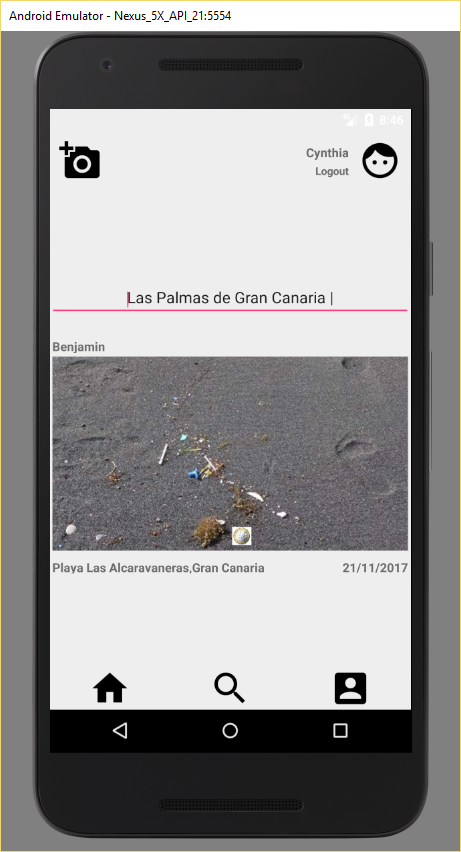 Android Emulator - Nexus_5X_API_21:5554
8:46
Cynthia
Logout
Las Palmas de Gran Canaria |
Benjamin
Playa Las Alcaravaneras,Gran Canaria 21/11/2017